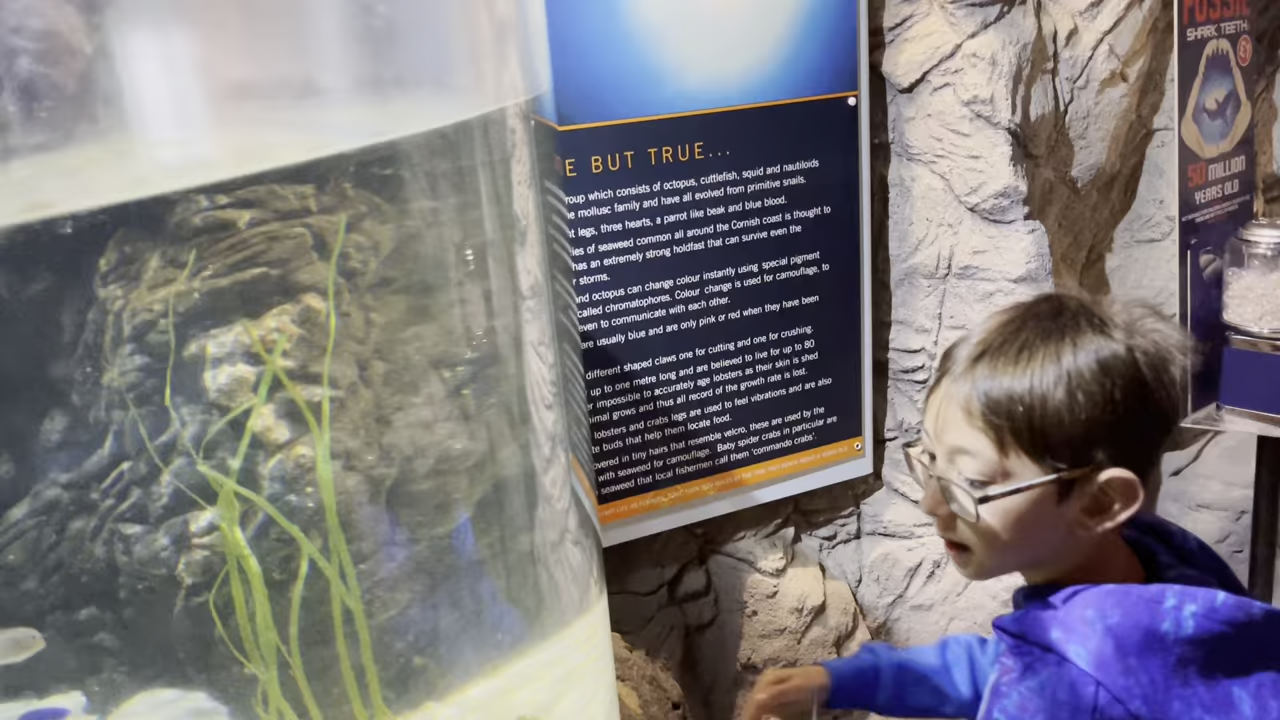 E BUT TRUE...
roup which consists of octopus, cuttlefish, squid and nautiloids
e mollusc family and have all evolved from primitive snails.
t legs, three hearts, a parrot like beak and blue blood.
ies of seaweed common all around the Cornish coast is thought to
has an extremely strong holdfast that can survive even the
r storms.
and octopus can change colour instantly using special pigment
called chromatophores. Colour change is used for camouflage, to
even to communicate with each other.
are usually blue and are only pink or red when they have been
different shaped claws one for cutting and one for crushing.
up to one metre long and are believed to live for up to 80
r impossible to accurately age lobsters as their skin is shed
imal grows and thus all record of the growth rate is lost.
lobsters and crabs legs are used to feel vibrations and are also
te buds that help them locate food.
overed in tiny hairs that resemble velcro, these are used by the
with seaweed for camouflage. Baby spider crabs in particular are
seaweed that local fishermen call them 'commando crabs'.
FOSSIL
SHARK TEETH
£1
50 MILLION
YEARS OLD